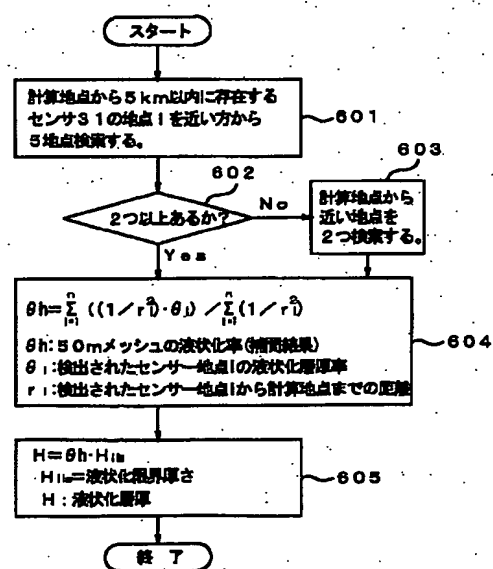 スタート
計算地点から5km以内に存在する
センサ31の地点iを近い方から
5地点検索する。
601
602
2つ以上あるか?
No
Yes
603
計算地点から
近い地点を
2つ検索する。
θh=Σ((1/ri²)・θi)/Σ(1/ri²)
θh:50mメッシュの液状化率(補間結果)
θi:検出されたセンサー地点iの液状化層厚率
ri:検出されたセンサー地点iから計算地点までの距離
604
H=θh・Hlim
Hlim=液状化限界厚さ
H:液状化層厚
605
終了